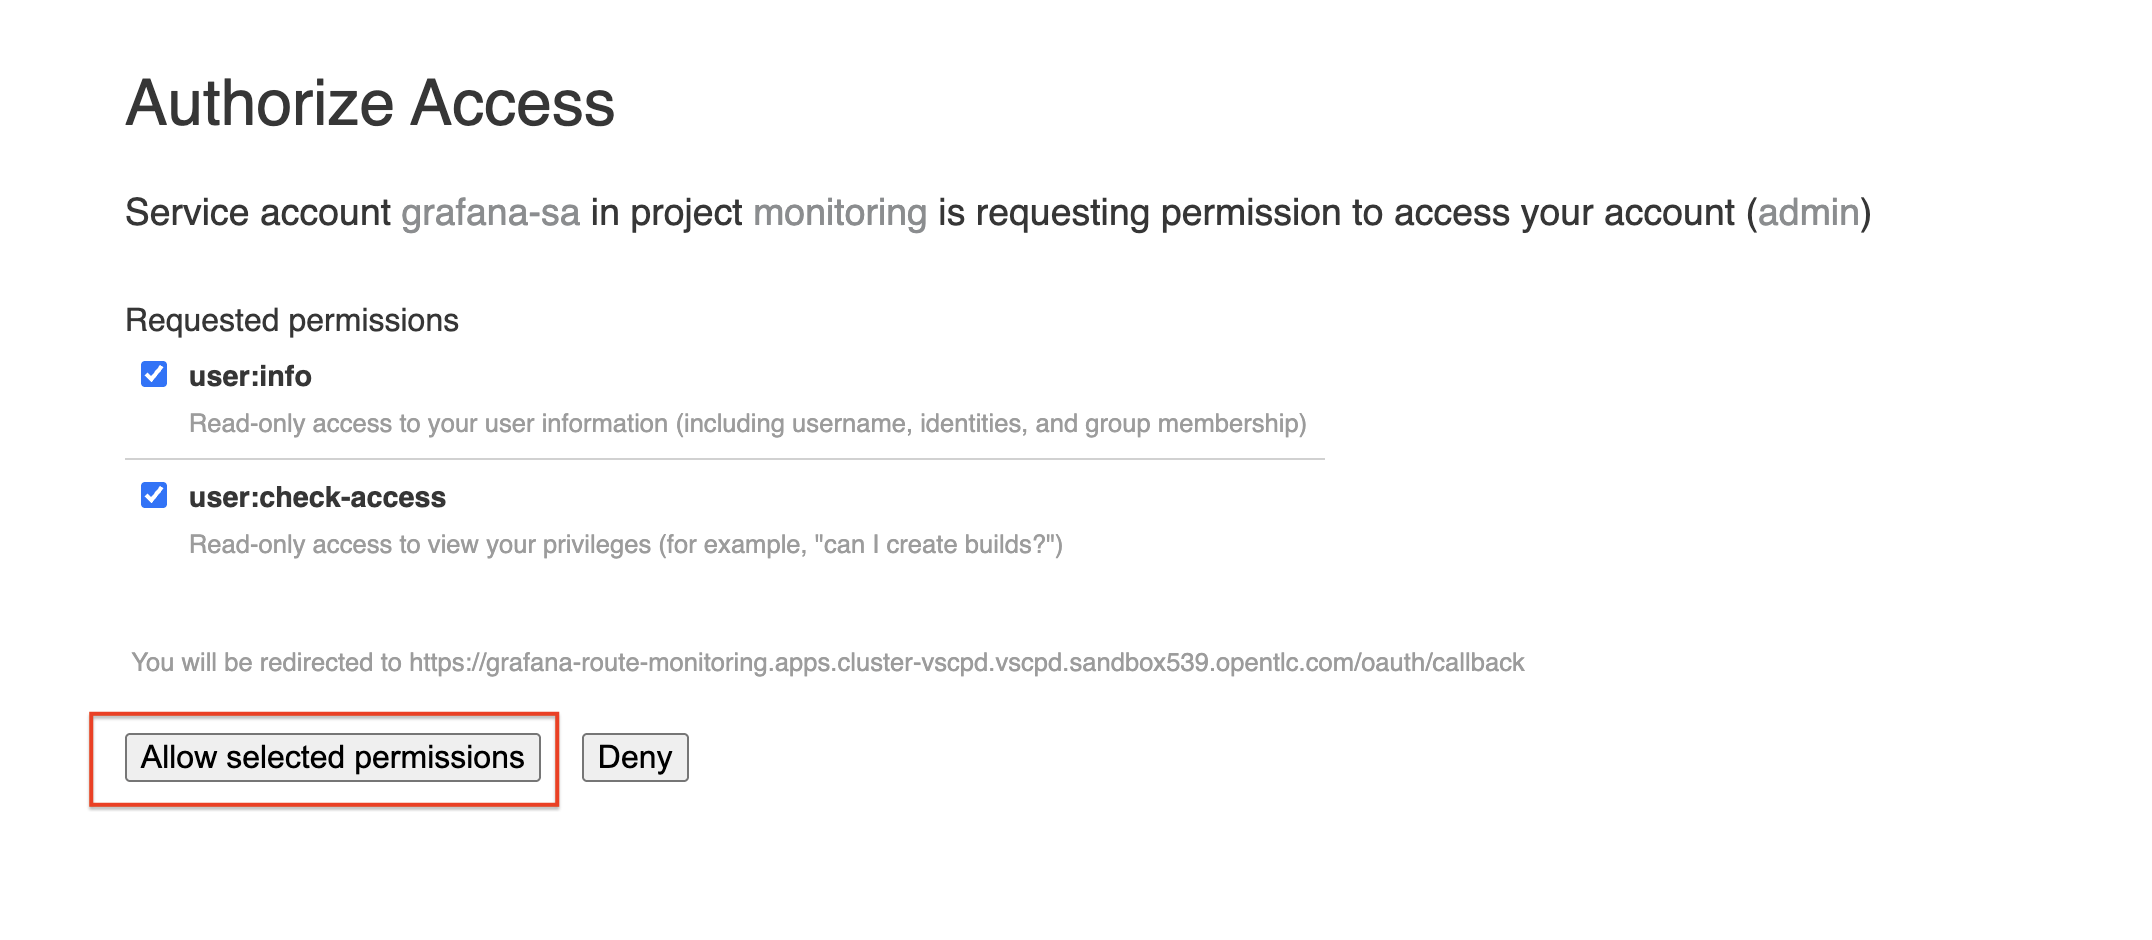 Authorize Access
Service account grafana-sa in project monitoring is requesting permission to access your account (admin)
Requested permissions
user:info
Read-only access to your user information (including username, identities, and group membership)
user:check-access
Read-only access to view your privileges (for example, "can I create builds?")
You will be redirected to https://grafana-route-monitoring.apps.cluster-vscpd.vscpd.sandbox539.opentlc.com/oauth/callback
Allow selected permissions Deny